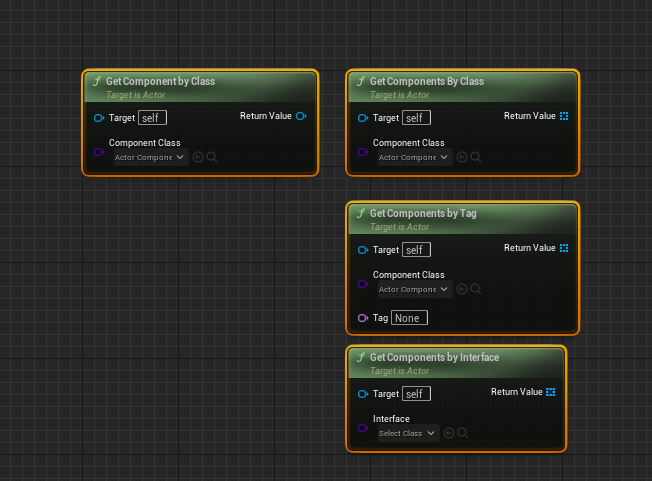 f Get Component by Class
Target is Actor
Target self
Return Value
Component Class
Actor Componc
f Get Components By Class
Target is Actor
Target self
Return Value
Component Class
Actor Componc
f Get Components by Tag
Target is Actor
Target self
Return Value
Component Class
Actor Componc
Tag None
f Get Components by Interface
Target is Actor
Target self
Return Value
Interface
Select Class